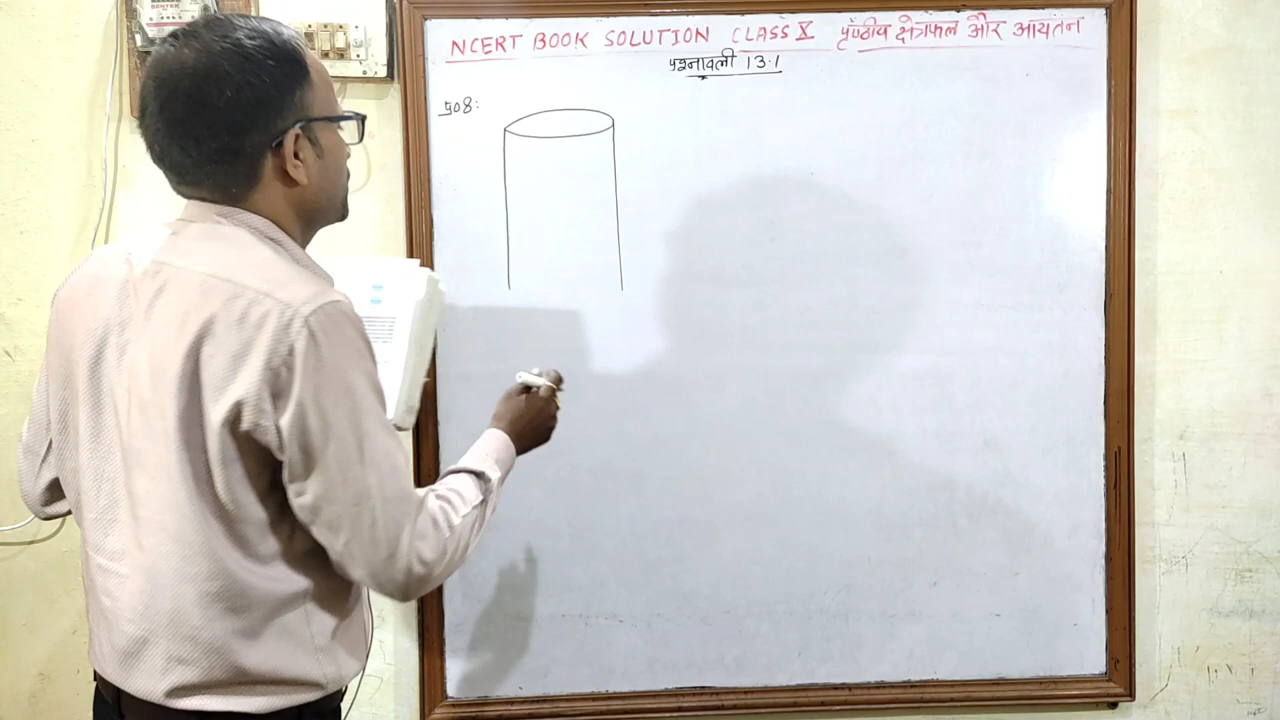 NCERT BOOK SOLUTION CLASS X पृष्ठीय क्षेत्रफल और आयतन
प्रश्नावली 13.1
प्र08: